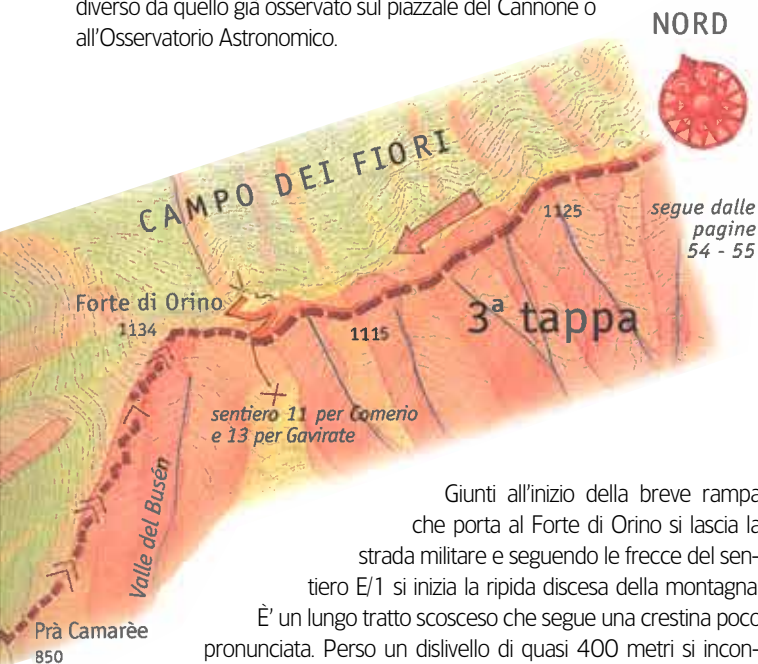 diverso da quello già osservato sul piazzale del Cannone o
all'Osservatorio Astronomico.
NORD
CAMPO DEI FIORI
1125
segue dalle
pagine
54 - 55
Forte di Orino
1134
1115
3ª tappa
sentiero 11 per Comerio
e 13 per Gavirate
Valle del Busén
Prà Camarèe
850
Giunti all'inizio della breve rampa
che porta al Forte di Orino si lascia la
strada militare e seguendo le frecce del sen-
tiero E/1 si inizia la ripida discesa della montagna
È' un lungo tratto scosceso che segue una crestina poco
pronunciata. Perso un dislivello di quasi 400 metri si incon-